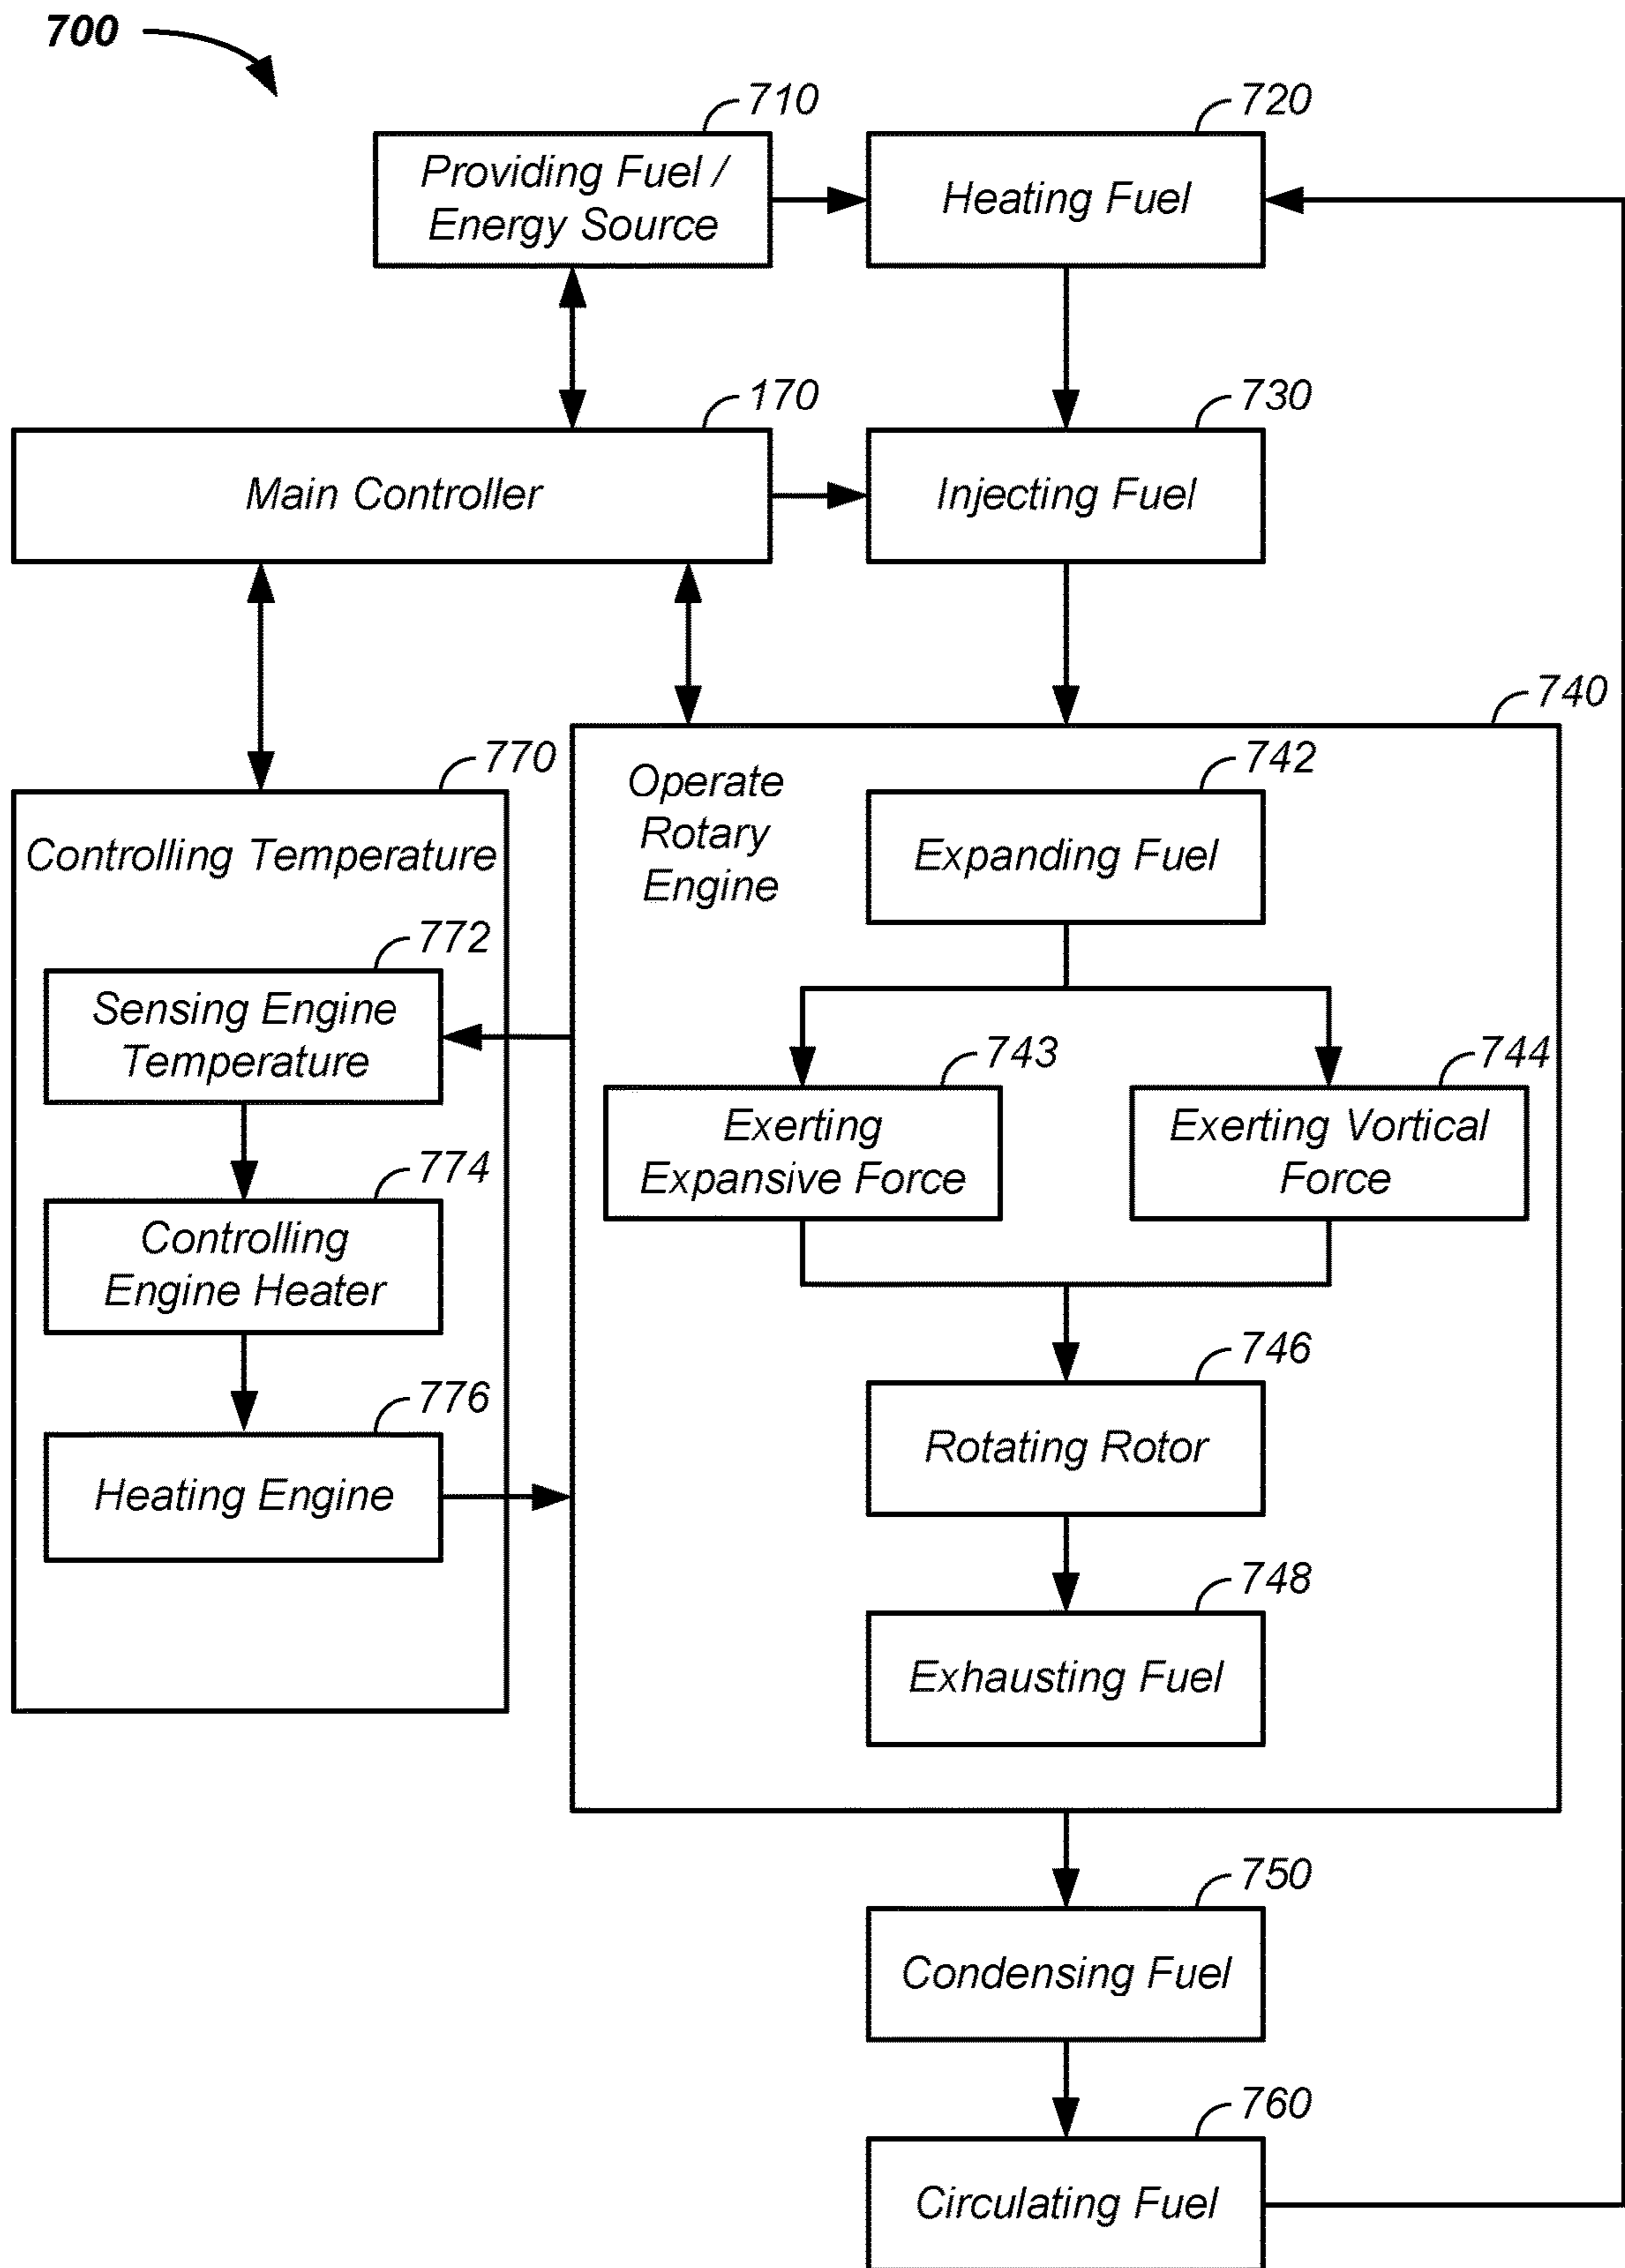 700
710
Providing Fuel /
Energy Source
720
Heating Fuel
170
Main Controller
730
Injecting Fuel
740
Operate
Rotary
Engine
742
Expanding Fuel
770
Controlling Temperature
772
Sensing Engine
Temperature
743
Exerting
Expansive Force
744
Exerting Vortical
Force
774
Controlling
Engine Heater
746
Rotating Rotor
776
Heating Engine
748
Exhausting Fuel
750
Condensing Fuel
760
Circulating Fuel